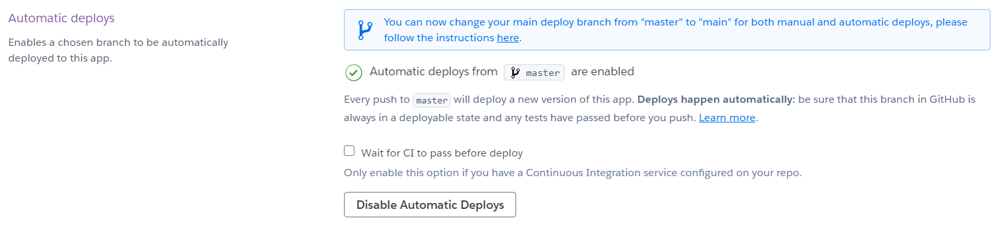 Automatic deploys
Enables a chosen branch to be automatically
deployed to this app.
You can now change your main deploy branch from "master" to "main" for both manual and automatic deploys, please
follow the instructions here.
Automatic deploys from master are enabled
Every push to master will deploy a new version of this app. Deploys happen automatically: be sure that this branch in GitHub is
always in a deployable state and any tests have passed before you push. Learn more.
Wait for CI to pass before deploy
Only enable this option if you have a Continuous Integration service configured on your repo.
Disable Automatic Deploys